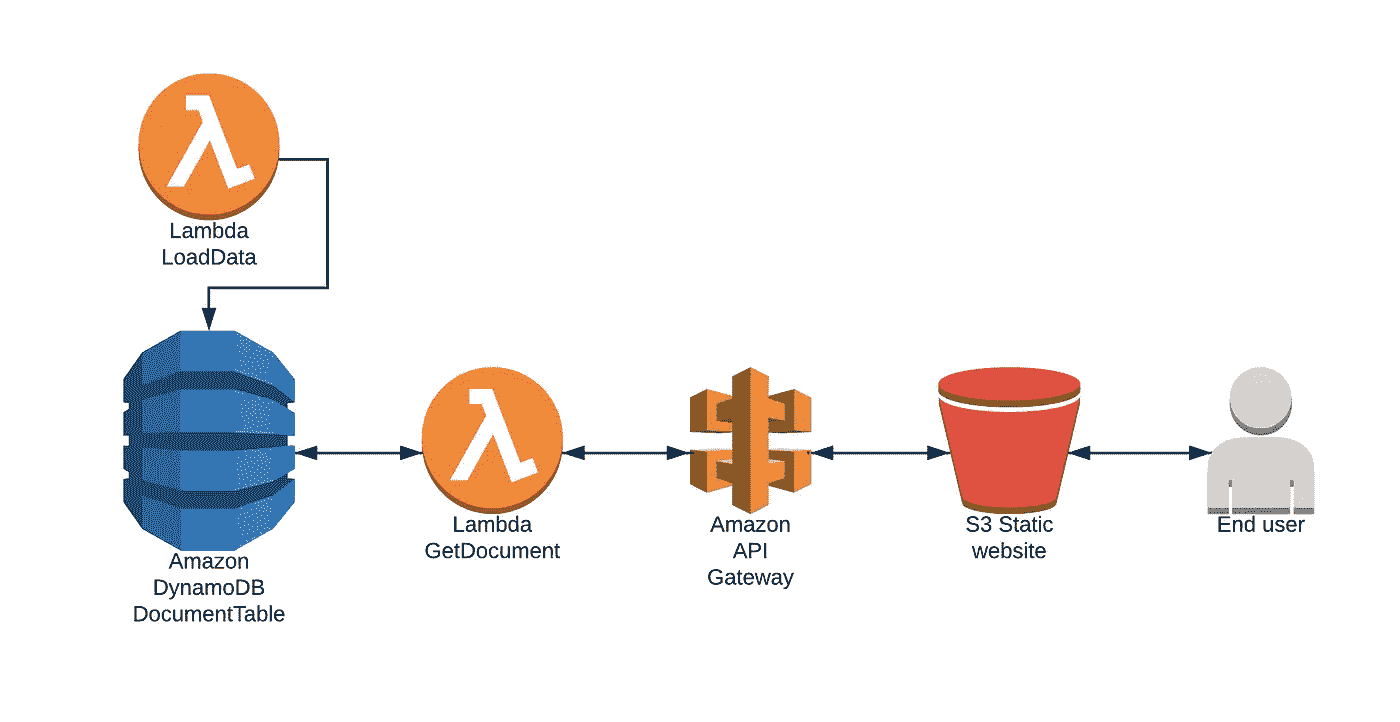 Lambda
LoadData
Amazon
DynamoDB
DocumentTable
Lambda
GetDocument
Amazon
API
Gateway
S3 Static
website
End user